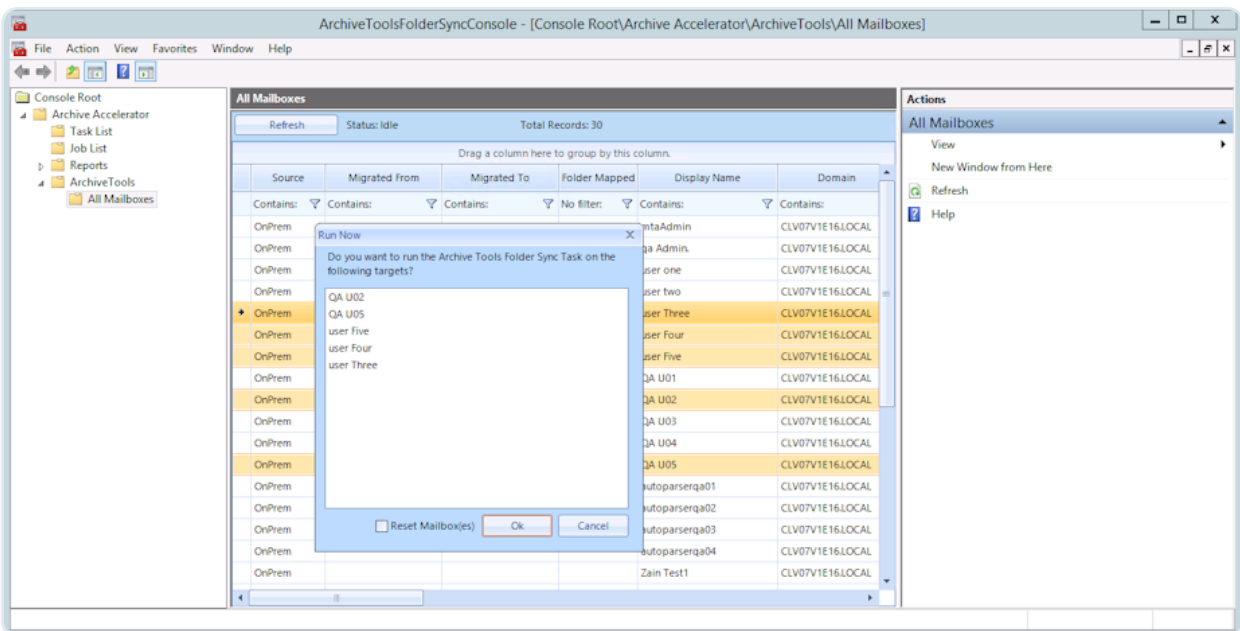 ArchiveToolsFolderSyncConsole - [Console Root\Archive Accelerator\ArchiveTools\All Mailboxes]
File Action View Favorites Window Help
Console Root
Archive Accelerator
Task List
Job List
Reports
ArchiveTools
All Mailboxes
All Mailboxes
Refresh Status: Idle Total Records: 30
Drag a column here to group by this column.
Source Migrated From Migrated To Folder Mapped Display Name Domain
Contains: Contains: Contains: No filter: Contains: Contains:
OnPrem mtaAdmin CLV07V1E16.LOCAL
OnPrem qa Admin. CLV07V1E16.LOCAL
OnPrem user one CLV07V1E16.LOCAL
OnPrem user two CLV07V1E16.LOCAL
OnPrem user Three CLV07V1E16.LOCAL
OnPrem user Four CLV07V1E16.LOCAL
OnPrem user Five CLV07V1E16.LOCAL
OnPrem QA U01 CLV07V1E16.LOCAL
OnPrem QA U02 CLV07V1E16.LOCAL
OnPrem QA U03 CLV07V1E16.LOCAL
OnPrem QA U04 CLV07V1E16.LOCAL
OnPrem QA U05 CLV07V1E16.LOCAL
OnPrem autoparserqa01 CLV07V1E16.LOCAL
OnPrem autoparserqa02 CLV07V1E16.LOCAL
OnPrem autoparserqa03 CLV07V1E16.LOCAL
OnPrem autoparserqa04 CLV07V1E16.LOCAL
OnPrem Zain Test1 CLV07V1E16.LOCAL
Run Now
Do you want to run the Archive Tools Folder Sync Task on the
following targets?
QA U02
QA U05
user Five
user Four
user Three
Reset Mailbox(es) Ok Cancel
Actions
All Mailboxes
View
New Window from Here
Refresh
Help